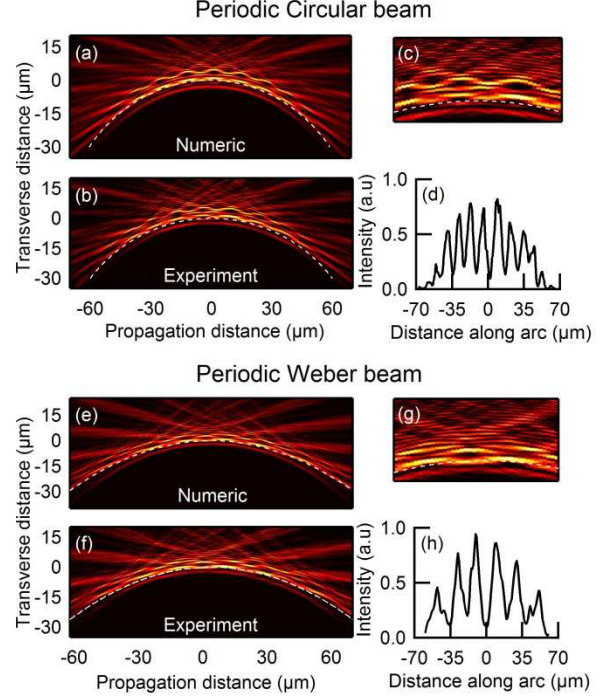 Periodic Circular beam
Transverse distance (μm)
15
0
-15
-30
(a)
Numeric
(c)
15
0
-15
-30
(b)
Experiment
-60 -30 0 30 60
Propagation distance (μm)
Intensity (a.u)
1.0
0.5
0.0
(d)
-70 -35 0 35 70
Distance along arc (μm)
Periodic Weber beam
Transverse distance (μm)
15
0
-15
-30
(e)
Numeric
(g)
15
0
-15
-30
(f)
Experiment
-60 -30 0 30 60
Propagation distance (μm)
Intensity (a.u)
1.0
0.5
0.0
(h)
-70 -35 0 35 70
Distance along arc (μm)